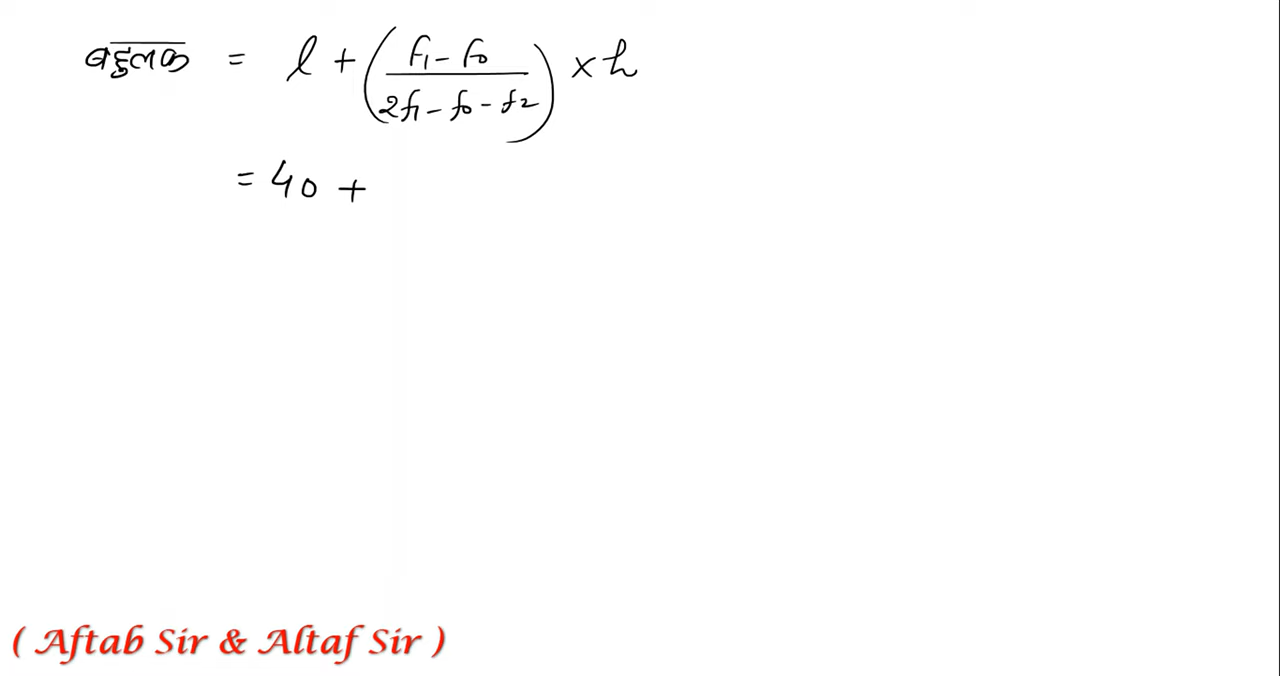 बहुलक = l + (f₁ - f₀ / 2f₁ - f₀ - f₂) × h
= 40 +
( Aftab Sir & Altaf Sir )